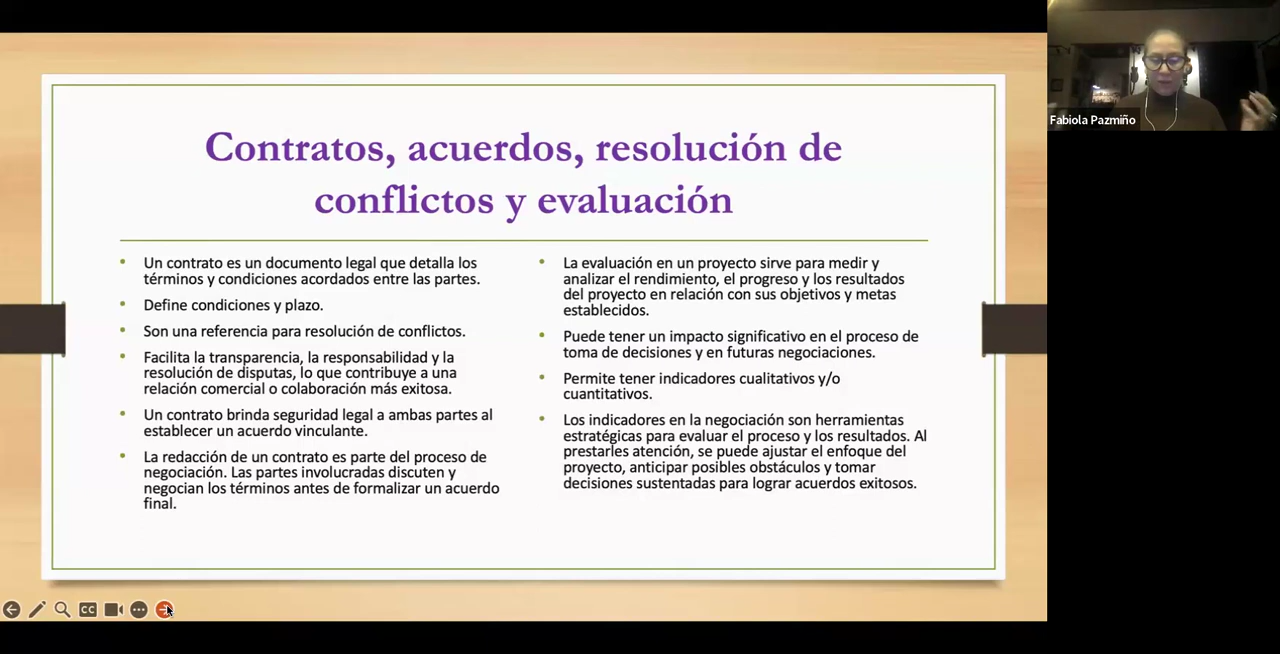 Contratos, acuerdos, resolución de
conflictos y evaluación
Un contrato es un documento legal que detalla los
términos y condiciones acordados entre las partes.
Define condiciones y plazo.
Son una referencia para resolución de conflictos.
Facilita la transparencia, la responsabilidad y la
resolución de disputas, lo que contribuye a una
relación comercial o colaboración más exitosa.
Un contrato brinda seguridad legal a ambas partes al
establecer un acuerdo vinculante.
La redacción de un contrato es parte del proceso de
negociación. Las partes involucradas discuten y
negocian los términos antes de formalizar un acuerdo
final.
La evaluación en un proyecto sirve para medir y
analizar el rendimiento, el progreso y los resultados
del proyecto en relación con sus objetivos y metas
establecidos.
Puede tener un impacto significativo en el proceso de
toma de decisiones y en futuras negociaciones.
Permite tener indicadores cualitativos y/o
cuantitativos.
Los indicadores en la negociación son herramientas
estratégicas para evaluar el proceso y los resultados. Al
prestarles atención, se puede ajustar el enfoque del
proyecto, anticipar posibles obstáculos y tomar
decisiones sustentadas para lograr acuerdos exitosos.
CC
Fabiola Pazmiño